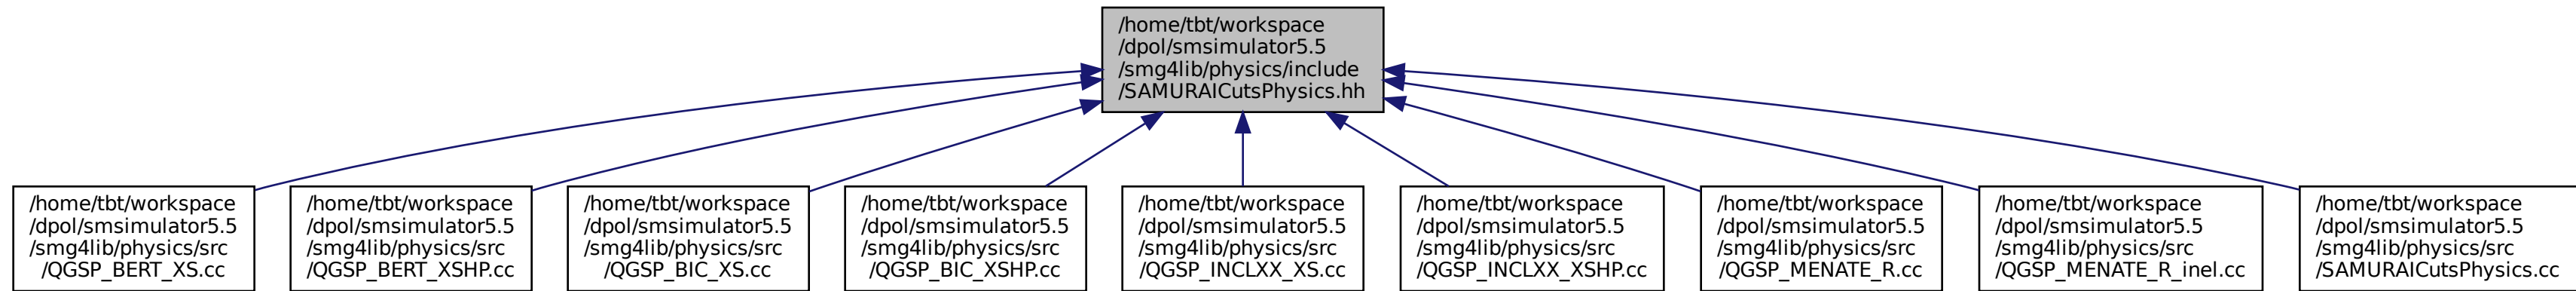 /home/tbt/workspace
/dpol/smsimulator5.5
/smg4lib/physics/include
/SAMURAICutsPhysics.hh
/home/tbt/workspace
/dpol/smsimulator5.5
/smg4lib/physics/src
/QGSP_BERT_XS.cc
/home/tbt/workspace
/dpol/smsimulator5.5
/smg4lib/physics/src
/QGSP_BERT_XSHP.cc
/home/tbt/workspace
/dpol/smsimulator5.5
/smg4lib/physics/src
/QGSP_BIC_XS.cc
/home/tbt/workspace
/dpol/smsimulator5.5
/smg4lib/physics/src
/QGSP_BIC_XSHP.cc
/home/tbt/workspace
/dpol/smsimulator5.5
/smg4lib/physics/src
/QGSP_INCLXX_XS.cc
/home/tbt/workspace
/dpol/smsimulator5.5
/smg4lib/physics/src
/QGSP_INCLXX_XSHP.cc
/home/tbt/workspace
/dpol/smsimulator5.5
/smg4lib/physics/src
/QGSP_MENATE_R.cc
/home/tbt/workspace
/dpol/smsimulator5.5
/smg4lib/physics/src
/QGSP_MENATE_R_inel.cc
/home/tbt/workspace
/dpol/smsimulator5.5
/smg4lib/physics/src
/SAMURAICutsPhysics.cc